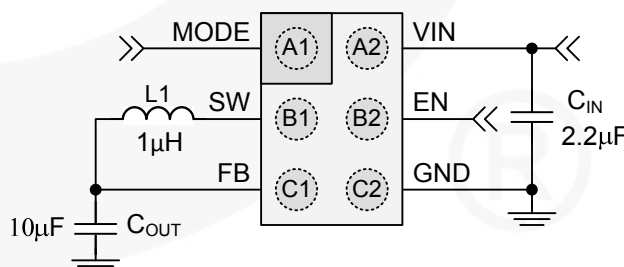 MODE A1 A2 VIN
L1 SW B1 B2 EN CIN
1μH 2.2μF
FB C1 C2 GND
10μF COUT
®